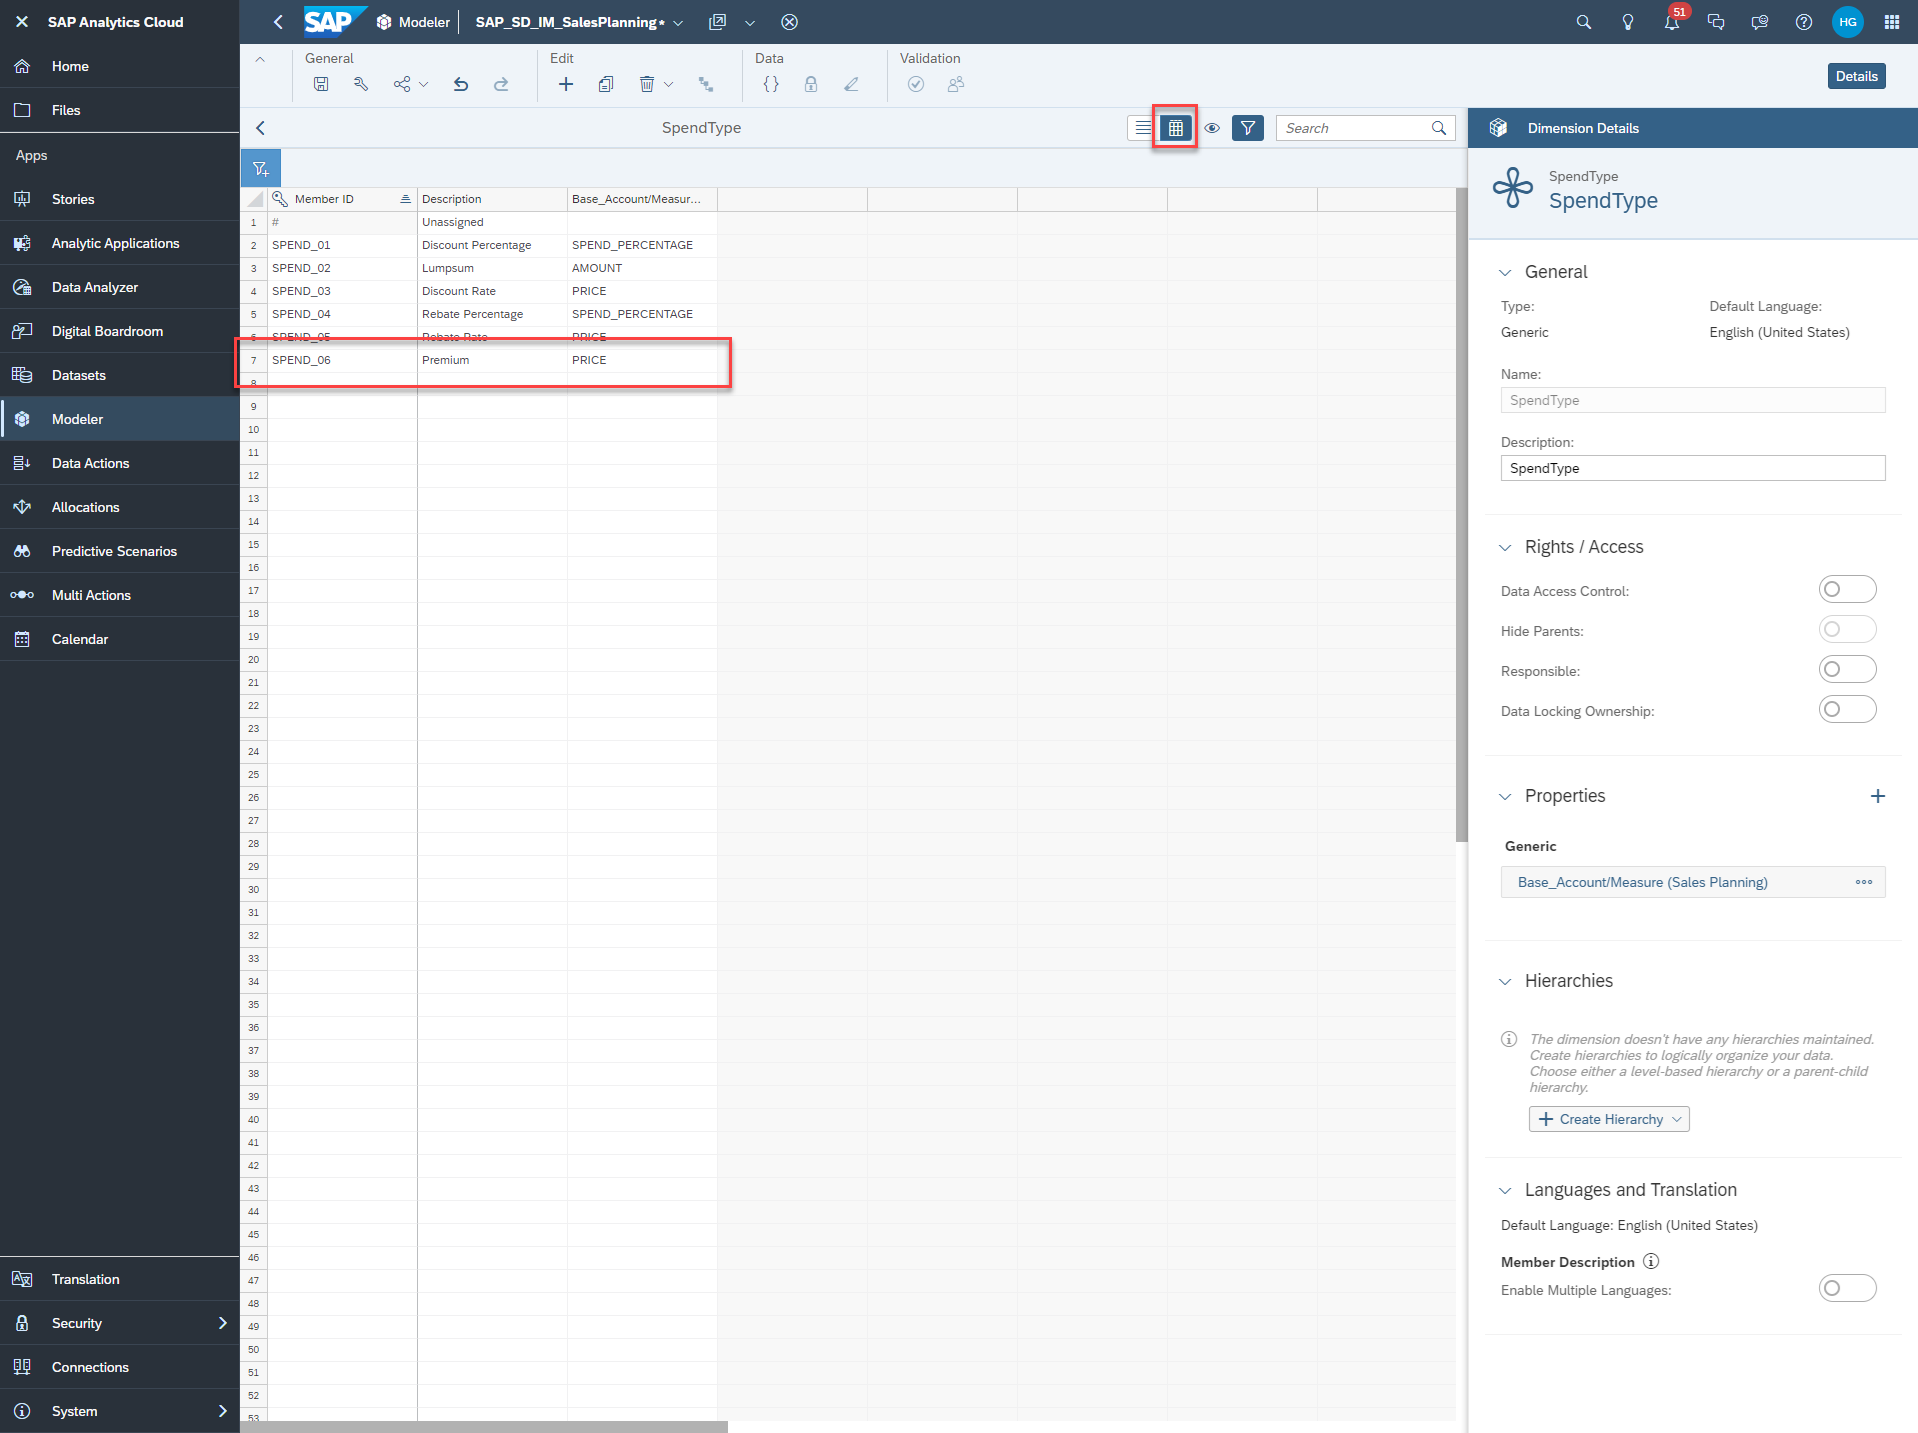 SAP Analytics Cloud
Home
Files
Apps
Stories
Analytic Applications
Data Analyzer
Digital Boardroom
Datasets
Modeler
Data Actions
Allocations
Predictive Scenarios
Multi Actions
Calendar
Translation
Security
Connections
System
SAP Modeler SAP_SD_IM_SalesPlanning* 51 HG
General Edit Data Validation
Details
SpendType Search
Member ID Description Base_Account/Measur...
1 # Unassigned
2 SPEND_01 Discount Percentage SPEND_PERCENTAGE
3 SPEND_02 Lumpsum AMOUNT
4 SPEND_03 Discount Rate PRICE
5 SPEND_04 Rebate Percentage SPEND_PERCENTAGE
6 SPEND_05 Rebate Rate PRICE
7 SPEND_06 Premium PRICE
8
9
10
11
12
13
14
15
16
17
18
19
20
21
22
23
24
25
26
27
28
29
30
31
32
33
34
35
36
37
38
39
40
41
42
43
44
45
46
47
48
49
50
51
52
53
Dimension Details
SpendType
SpendType
General
Type: Default Language:
Generic English (United States)
Name:
SpendType
Description:
SpendType
Rights / Access
Data Access Control:
Hide Parents:
Responsible:
Data Locking Ownership:
Properties
Generic
Base_Account/Measure (Sales Planning)
Hierarchies
The dimension doesn't have any hierarchies maintained.
Create hierarchies to logically organize your data.
Choose either a level-based hierarchy or a parent-child
hierarchy.
Create Hierarchy
Languages and Translation
Default Language: English (United States)
Member Description
Enable Multiple Languages: